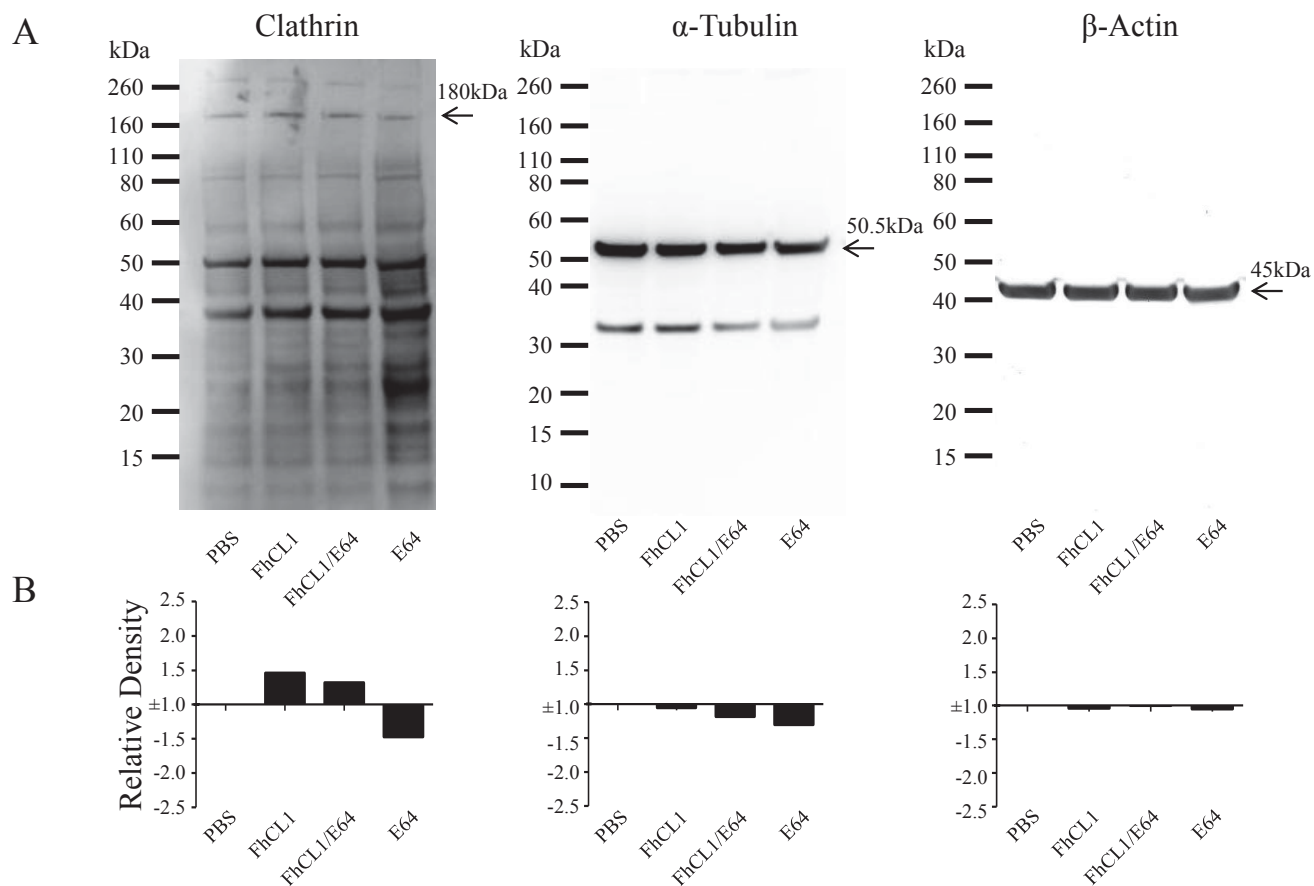 A
Clathrin
kDa
260
160
110
80
60
50
40
30
20
15
180kDa
PBS
FhCL1
FhCL1/E64
E64
α-Tubulin
kDa
260
160
110
80
60
50
40
30
20
15
10
50.5kDa
PBS
FhCL1
FhCL1/E64
E64
β-Actin
kDa
260
160
110
80
60
50
40
30
20
15
45kDa
PBS
FhCL1
FhCL1/E64
E64
B
Relative Density
2.5
2.0
1.5
±1.0
-1.5
-2.0
-2.5
PBS
FhCL1
FhCL1/E64
E64
2.5
2.0
1.5
±1.0
-1.5
-2.0
-2.5
PBS
FhCL1
FhCL1/E64
E64
2.5
2.0
1.5
±1.0
-1.5
-2.0
-2.5
PBS
FhCL1
FhCL1/E64
E64